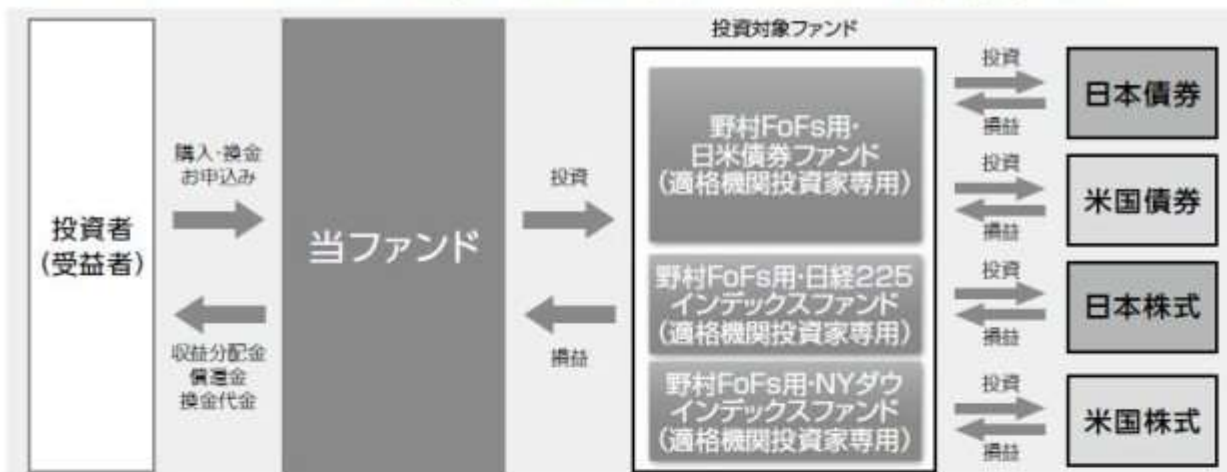 投資対象ファンド
投資者
(受益者)
購入・換金
お申込み
収益分配金
償還金
換金代金
当ファンド
投資
損益
野村FoFs用・
日米債券ファンド
(適格機関投資家専用)
野村FoFs用・日経225
インデックスファンド
(適格機関投資家専用)
野村FoFs用・NYダウ
インデックスファンド
(適格機関投資家専用)
投資
損益
日本債券
投資
損益
米国債券
投資
損益
日本株式
投資
損益
米国株式